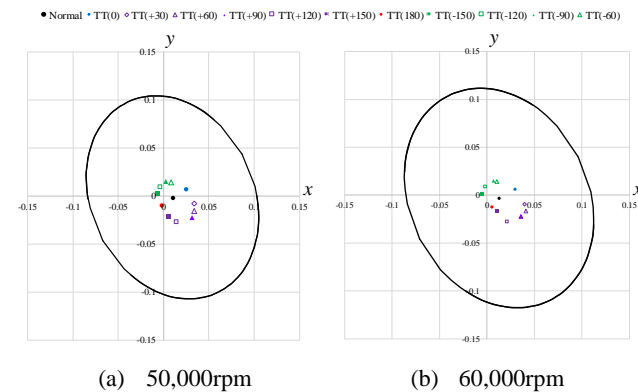 Normal TT(0) TT(+30) TT(+60) TT(+90) TT(+120) TT(+150) TT(180) TT(-150) TT(-120) TT(-90) TT(-60)
y y
0.15 0.15
0.1 0.1
0.05 0.05
x x
0 0
-0.15 -0.1 -0.05 0 0.05 0.1 0.15 -0.15 -0.1 -0.05 0 0.05 0.1 0.15
-0.05 -0.05
-0.1 -0.1
-0.15 -0.15
(a) 50,000rpm (b) 60,000rpm